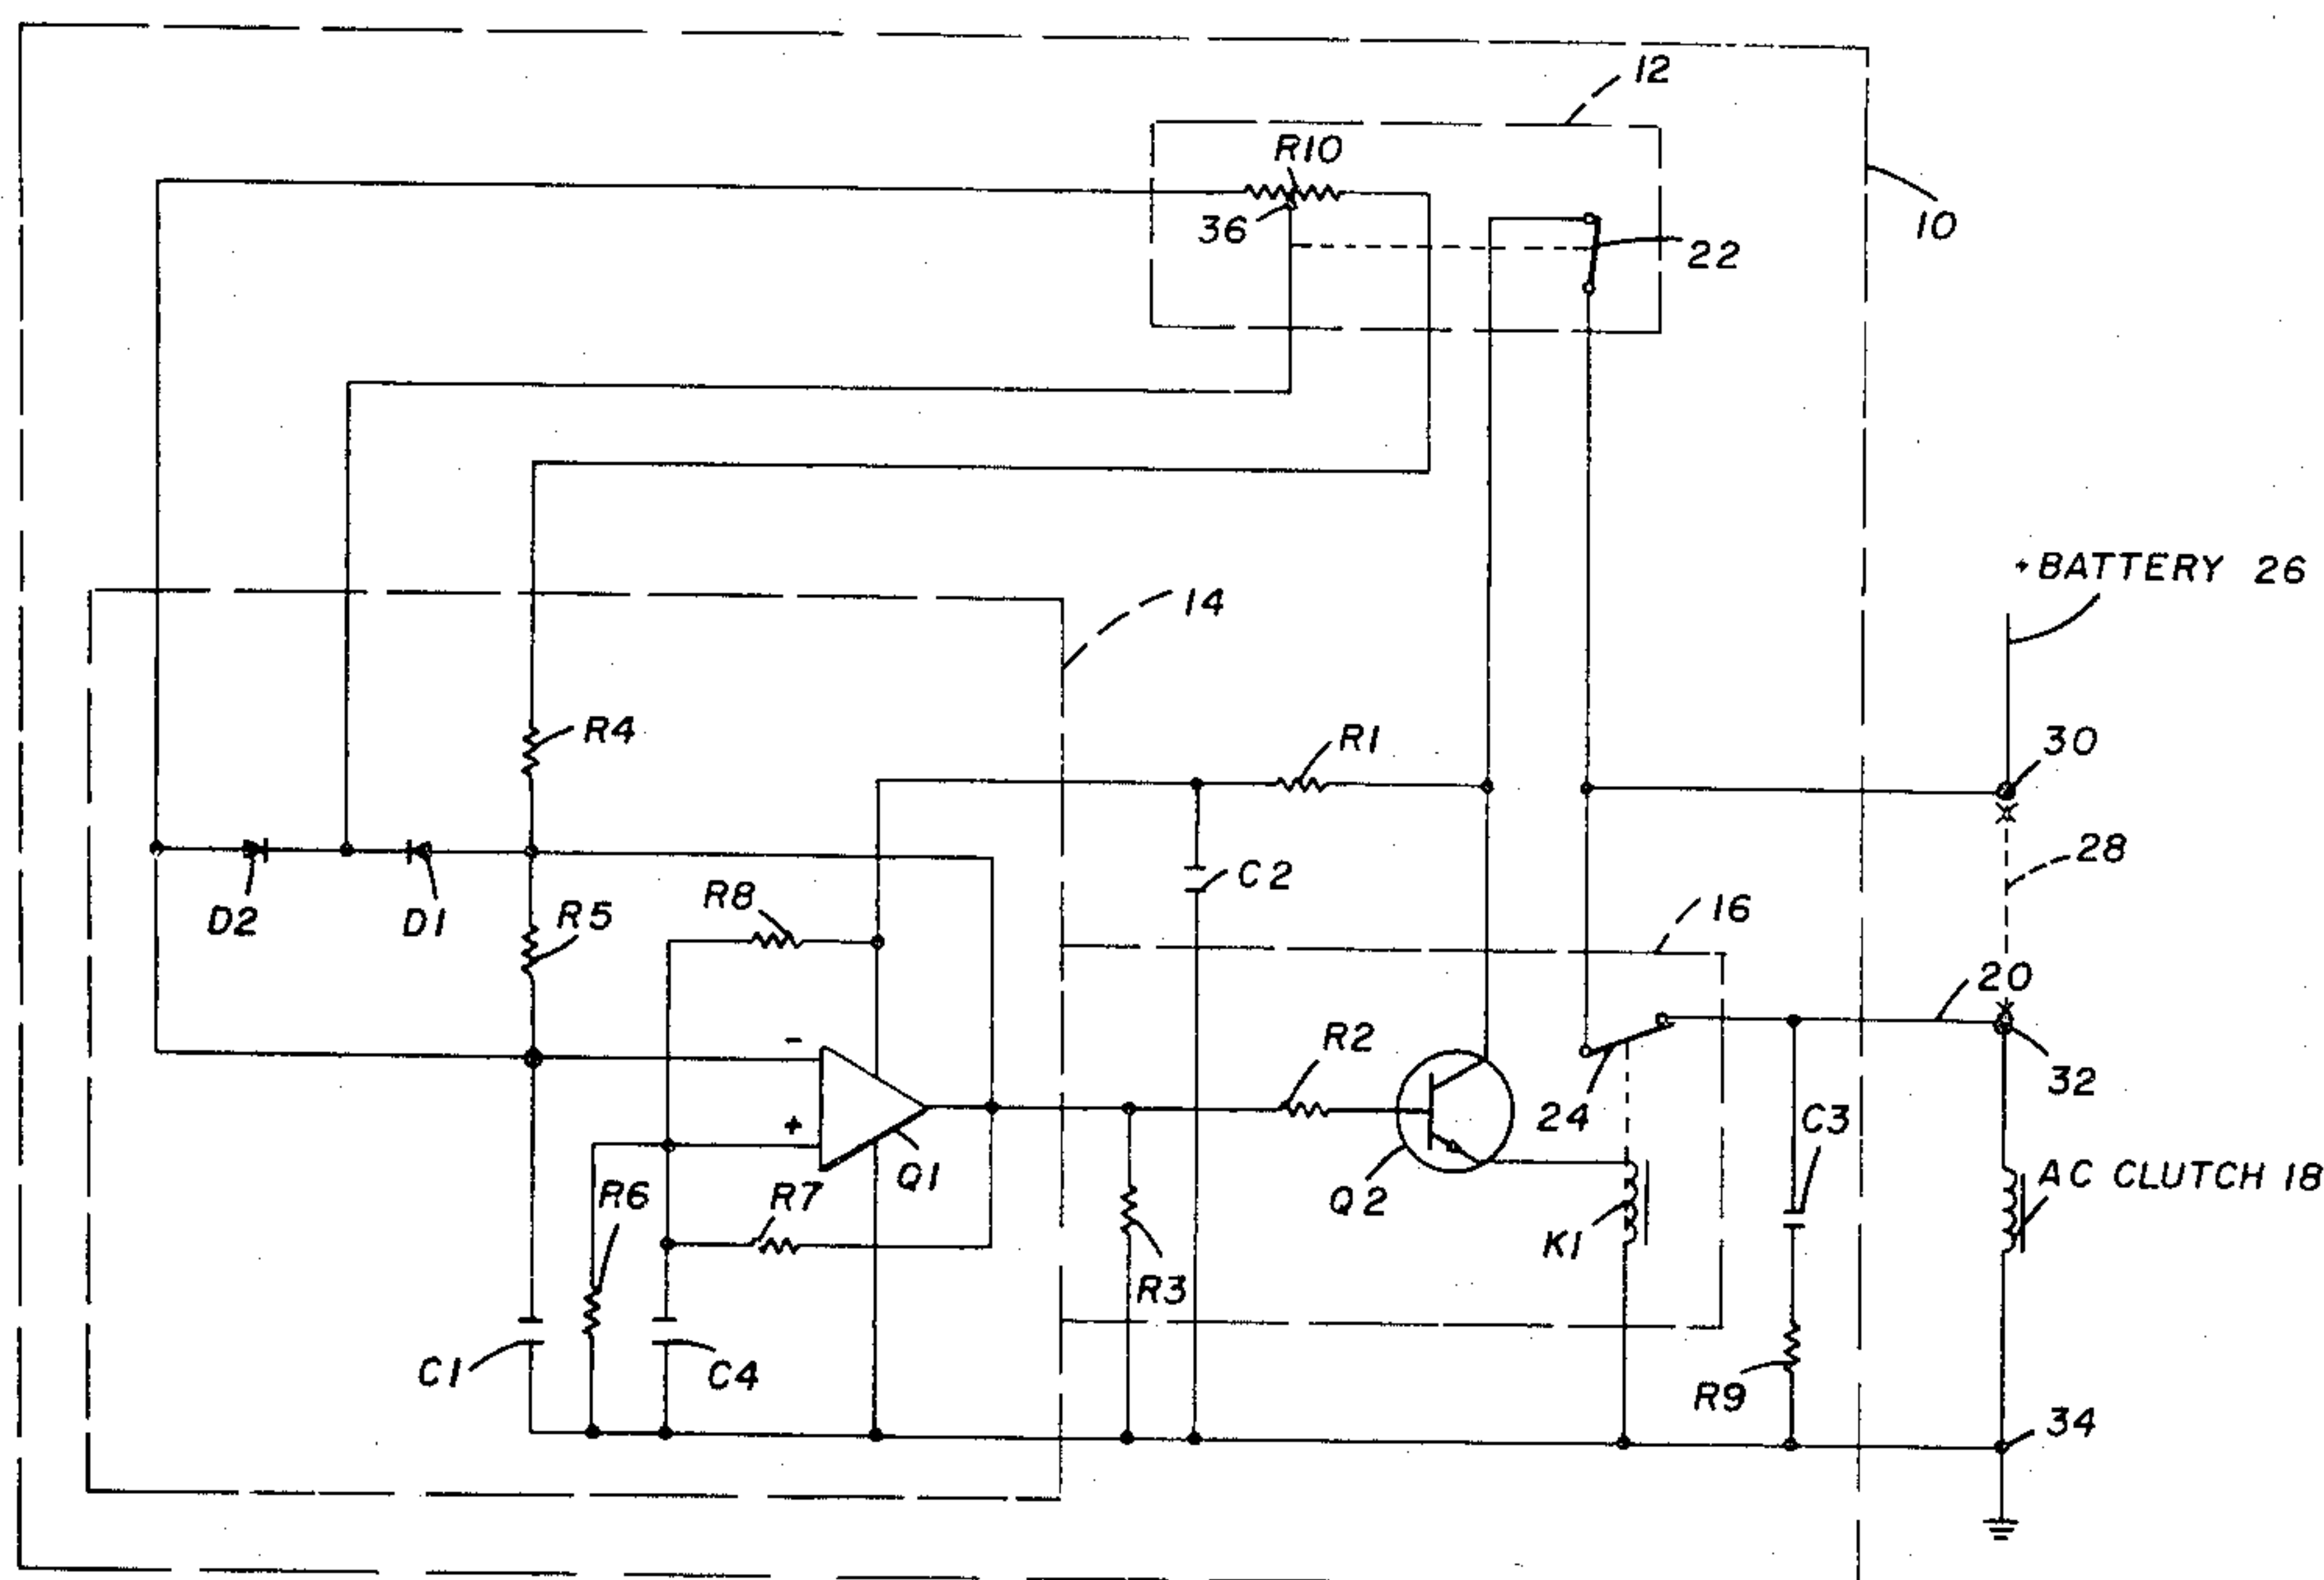 12
R10
36
22
10
+ BATTERY 26
14
R4
R1
30
D2
D1
R5
R8
C2
28
16
20
-
+
Q1
R2
24
32
C3
AC CLUTCH 18
R6
R7
Q2
K1
R3
C1
C4
R9
34